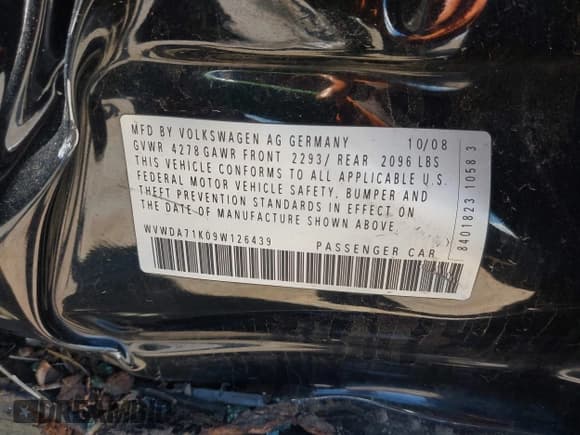 MFD BY VOLKSWAGEN AG GERMANY 10/08
GVWR 4278 GAWR FRONT 2293/ REAR 2096 LBS
THIS VEHICLE CONFORMS TO ALL APPLICABLE U.S.
FEDERAL MOTOR VEHICLE SAFETY, BUMPER AND
THEFT PREVENTION STANDARDS IN EFFECT ON
THE DATE OF MANUFACTURE SHOWN ABOVE.
WVWDA71K09W126439 PASSENGER CAR
8401823 1058 3
DREAMBID